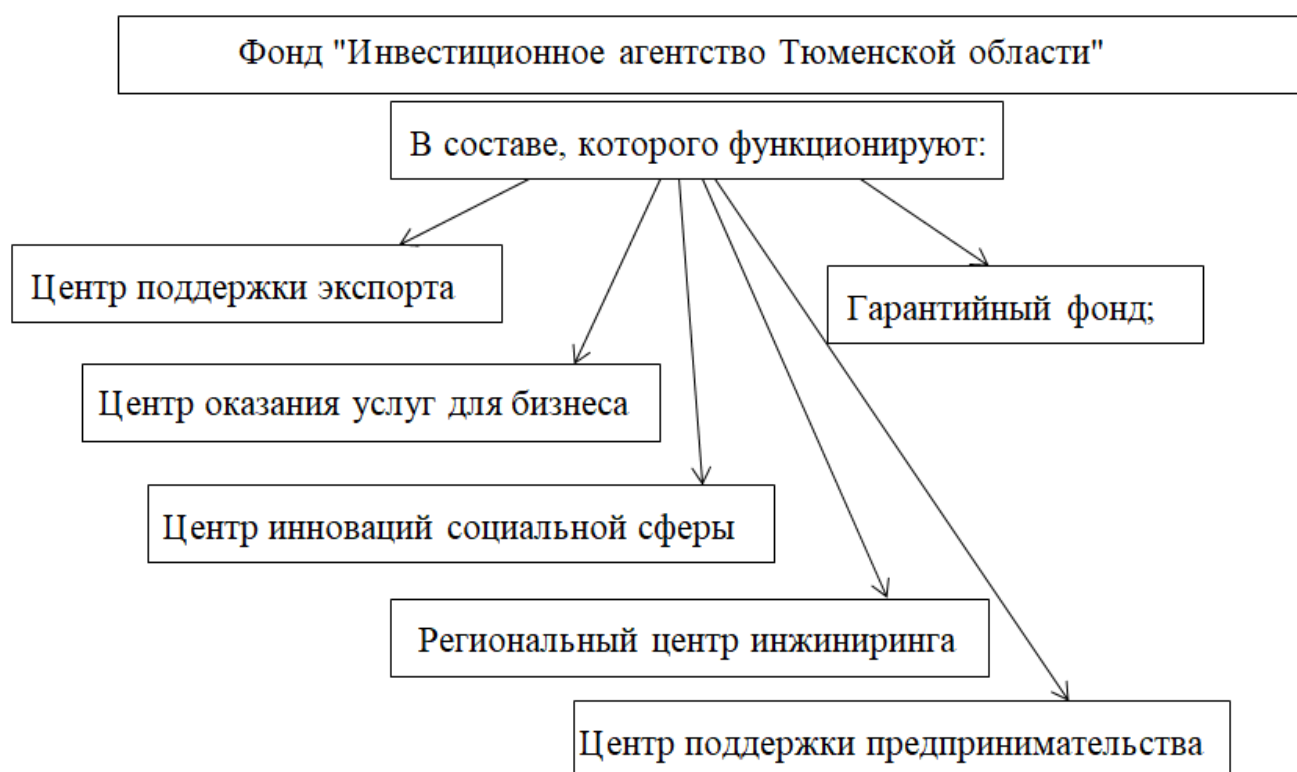 Фонд "Инвестиционное агентство Тюменской области"
В составе, которого функционируют:
Центр поддержки экспорта
Гарантийный фонд;
Центр оказания услуг для бизнеса
Центр инноваций социальной сферы
Региональный центр инжиниринга
Центр поддержки предпринимательства